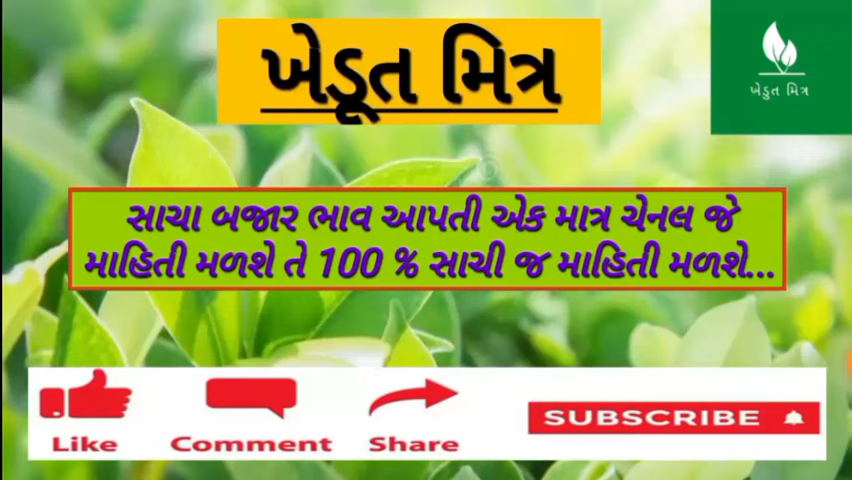 ખેડૂત મિત્ર
ખેડુત મિત્ર
સાચા બજાર ભાવ આપતી એક માત્ર ચેનલ જે
માહિતી મળશે તે 100 % સાચી જ માહિતી મળશે...
Like
Comment
Share
SUBSCRIBE